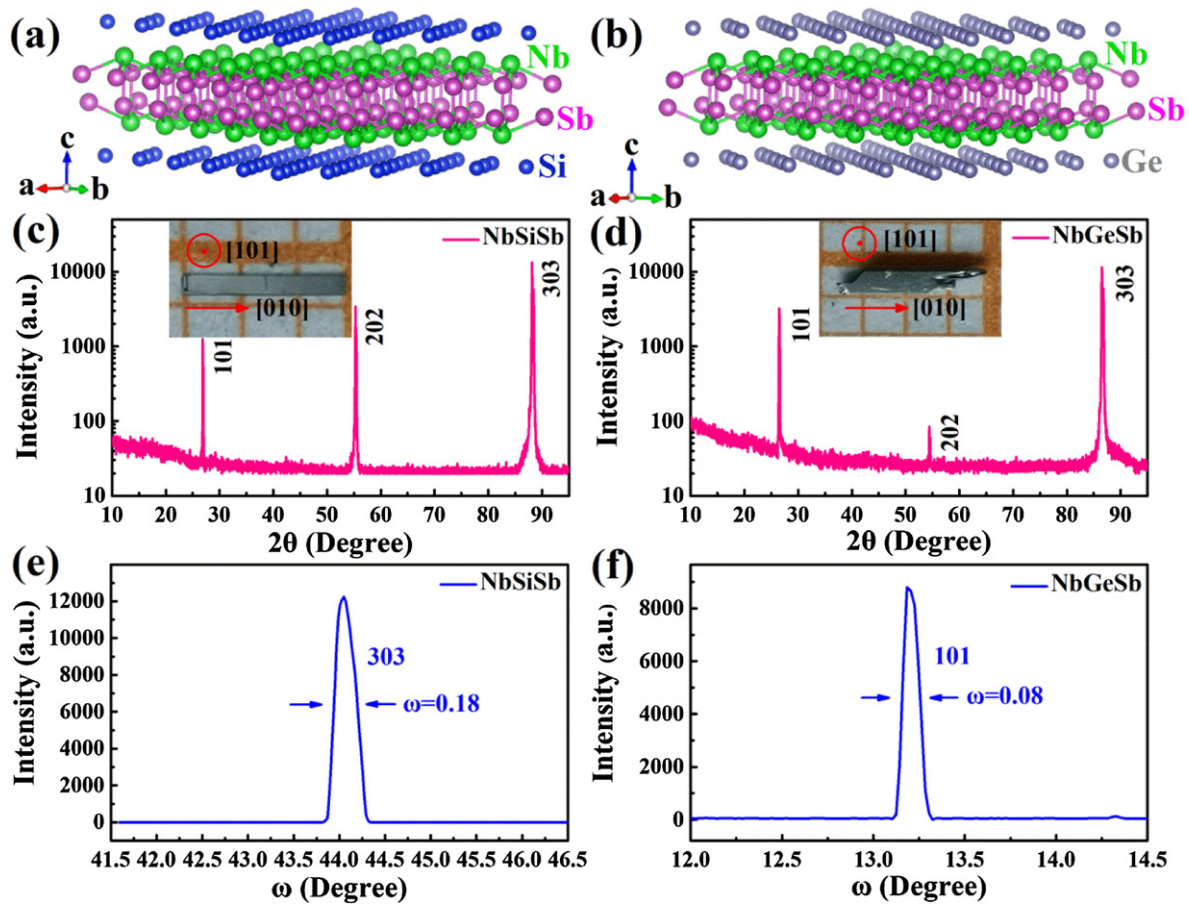 (a)
Nb
Sb
Si
c
a
b
(b)
Nb
Sb
Ge
c
a
b
(c)
NbSiSb
[101]
[010]
101
202
303
Intensity (a.u.)
10000
1000
100
10
10 20 30 40 50 60 70 80 90
2θ (Degree)
(d)
NbGeSb
[101]
[010]
101
202
303
Intensity (a.u.)
10000
1000
100
10
10 20 30 40 50 60 70 80 90
2θ (Degree)
(e)
NbSiSb
303
ω=0.18
Intensity (a.u.)
12000
10000
8000
6000
4000
2000
0
41.5 42.0 42.5 43.0 43.5 44.0 44.5 45.0 45.5 46.0 46.5
ω (Degree)
(f)
NbGeSb
101
ω=0.08
Intensity (a.u.)
8000
6000
4000
2000
0
12.0 12.5 13.0 13.5 14.0 14.5
ω (Degree)